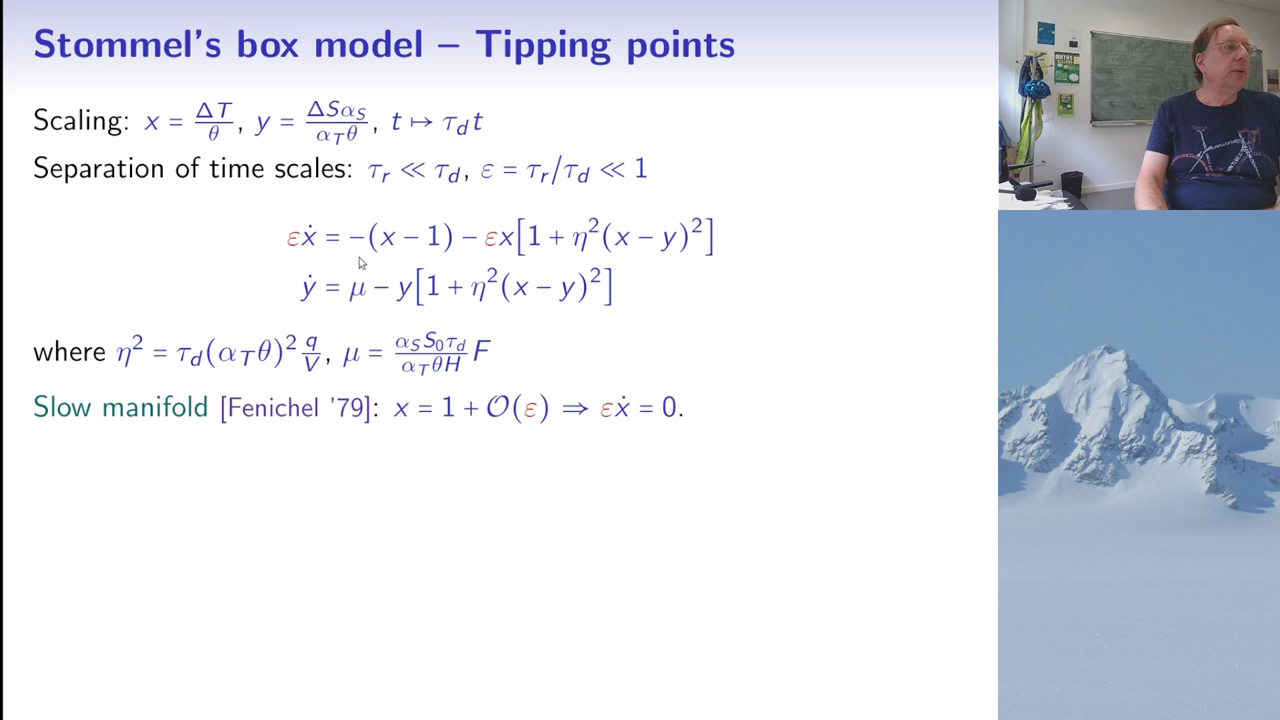 Stommel's box model – Tipping points
Scaling: x = ΔT/θ, y = ΔSα_S/α_Tθ, t ↦ τ_d t
Separation of time scales: τ_r ≪ τ_d, ε = τ_r/τ_d ≪ 1
εẋ = −(x − 1) − εx[1 + η²(x − y)²]
ẏ = μ − y[1 + η²(x − y)²]
where η² = τ_d(α_Tθ)² q/V, μ = α_S S_0 τ_d/α_TθH F
Slow manifold [Fenichel '79]: x = 1 + 𝒪(ε) ⇒ εẋ = 0.